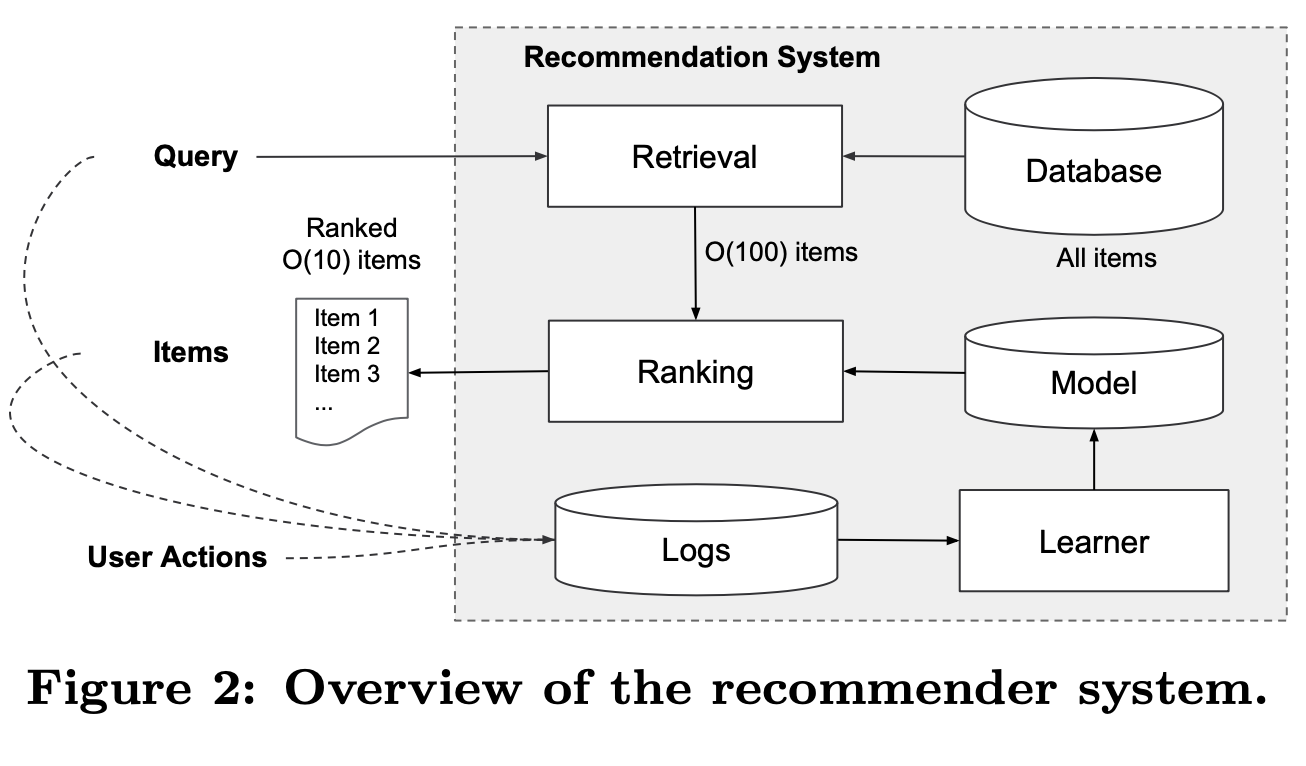 Recommendation System
Query
Retrieval
Database
Ranked
O(10) items
O(100) items
All items
Item 1
Item 2
Item 3
...
Items
Ranking
Model
User Actions
Logs
Learner
Figure 2: Overview of the recommender system.